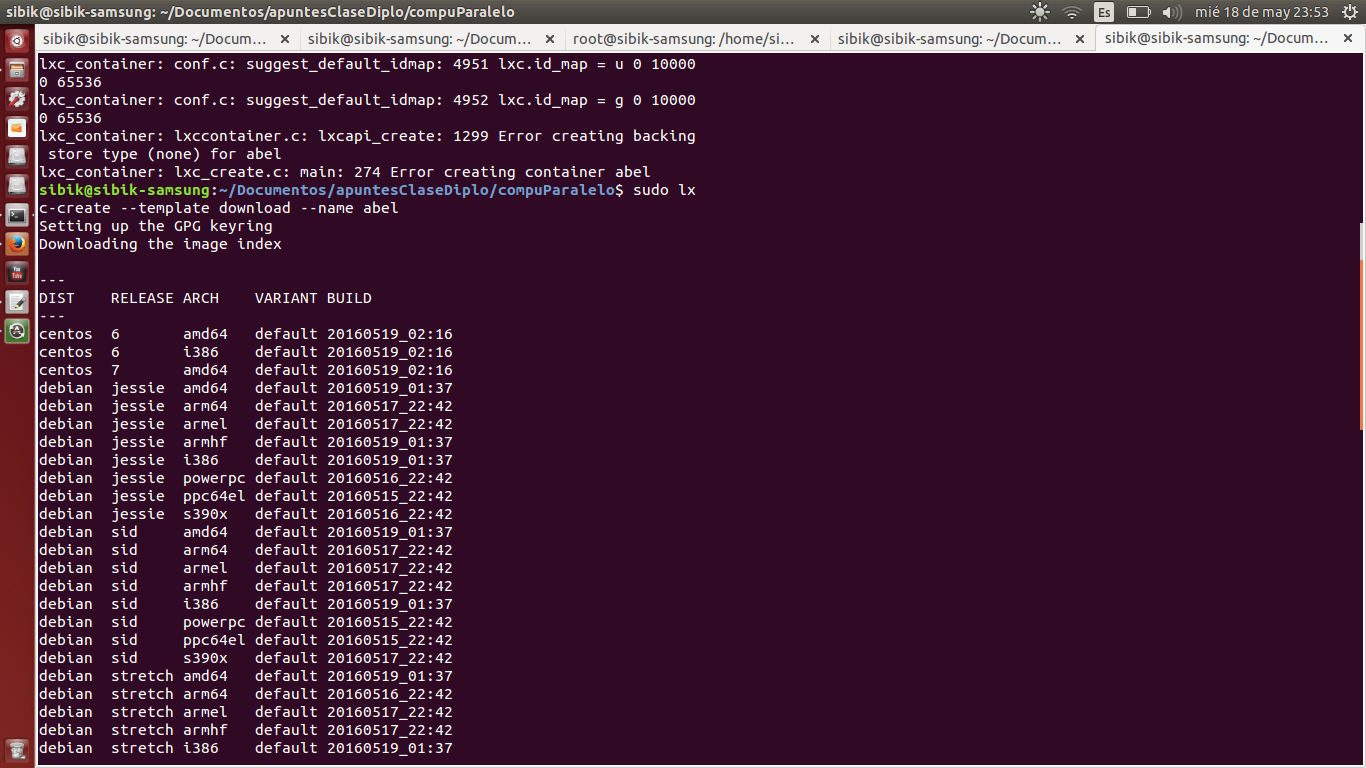 sibik@sibik-samsung: ~/Documentos/apuntesClaseDiplo/compuParalelo
Es
mié 18 de may 23:53
sibik@sibik-samsung: ~/Docum... ×
sibik@sibik-samsung: ~/Docum... ×
root@sibik-samsung: /home/si... ×
sibik@sibik-samsung: ~/Docum... ×
sibik@sibik-samsung: ~/Docum... ×
lxc_container: conf.c: suggest_default_idmap: 4951 lxc.id_map = u 0 10000
0 65536
lxc_container: conf.c: suggest_default_idmap: 4952 lxc.id_map = g 0 10000
0 65536
lxc_container: lxccontainer.c: lxcapi_create: 1299 Error creating backing
 store type (none) for abel
lxc_container: lxc_create.c: main: 274 Error creating container abel
sibik@sibik-samsung:~/Documentos/apuntesClaseDiplo/compuParalelo$ sudo lx
c-create --template download --name abel
Setting up the GPG keyring
Downloading the image index
---
DIST    RELEASE ARCH    VARIANT BUILD
---
centos  6       amd64   default 20160519_02:16
centos  6       i386    default 20160519_02:16
centos  7       amd64   default 20160519_02:16
debian  jessie  amd64   default 20160519_01:37
debian  jessie  arm64   default 20160517_22:42
debian  jessie  armel   default 20160517_22:42
debian  jessie  armhf   default 20160519_01:37
debian  jessie  i386    default 20160519_01:37
debian  jessie  powerpc default 20160516_22:42
debian  jessie  ppc64el default 20160515_22:42
debian  jessie  s390x   default 20160516_22:42
debian  sid     amd64   default 20160519_01:37
debian  sid     arm64   default 20160517_22:42
debian  sid     armel   default 20160517_22:42
debian  sid     armhf   default 20160517_22:42
debian  sid     i386    default 20160519_01:37
debian  sid     powerpc default 20160515_22:42
debian  sid     ppc64el default 20160515_22:42
debian  sid     s390x   default 20160517_22:42
debian  stretch amd64   default 20160519_01:37
debian  stretch arm64   default 20160516_22:42
debian  stretch armel   default 20160517_22:42
debian  stretch armhf   default 20160517_22:42
debian  stretch i386    default 20160519_01:37
You
Tube